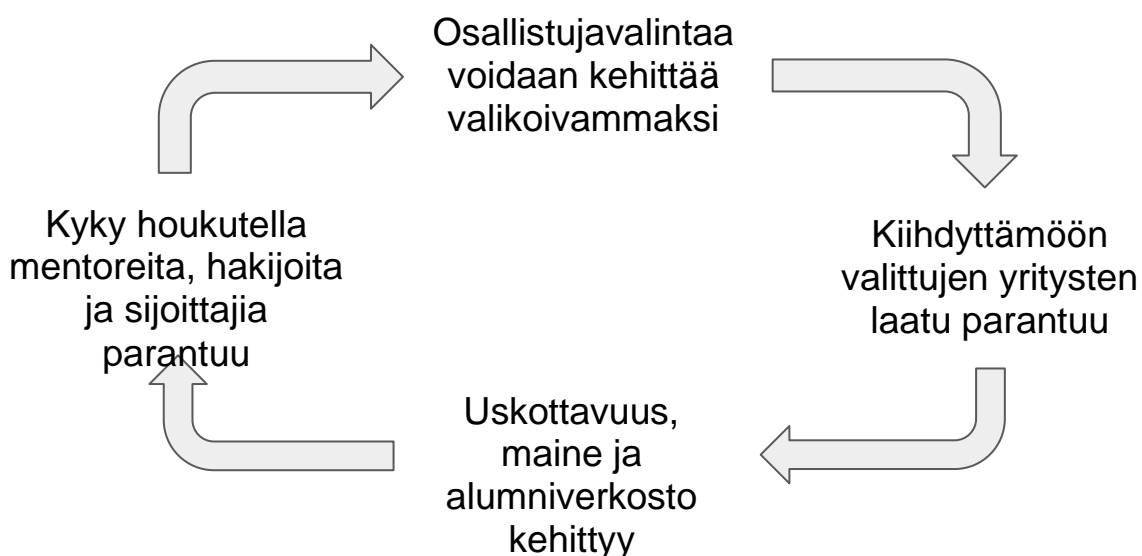 Osallistujavalintaa
voidaan kehittää
valikoivammaksi
Kiihdyttämöön
valittujen yritysten
laatu parantuu
Uskottavuus,
maine ja
alumniverkosto
kehittyy
Kyky houkutella
mentoreita, hakijoita
ja sijoittajia
parantuu